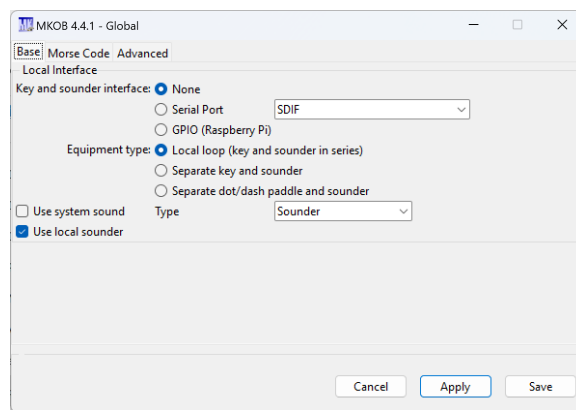 MKOB 4.4.1 - Global
Base Morse Code Advanced
Local Interface
Key and sounder interface: None
Serial Port SDIF
GPIO (Raspberry Pi)
Equipment type: Local loop (key and sounder in series)
Separate key and sounder
Separate dot/dash paddle and sounder
Use system sound Type Sounder
Use local sounder
Cancel Apply Save